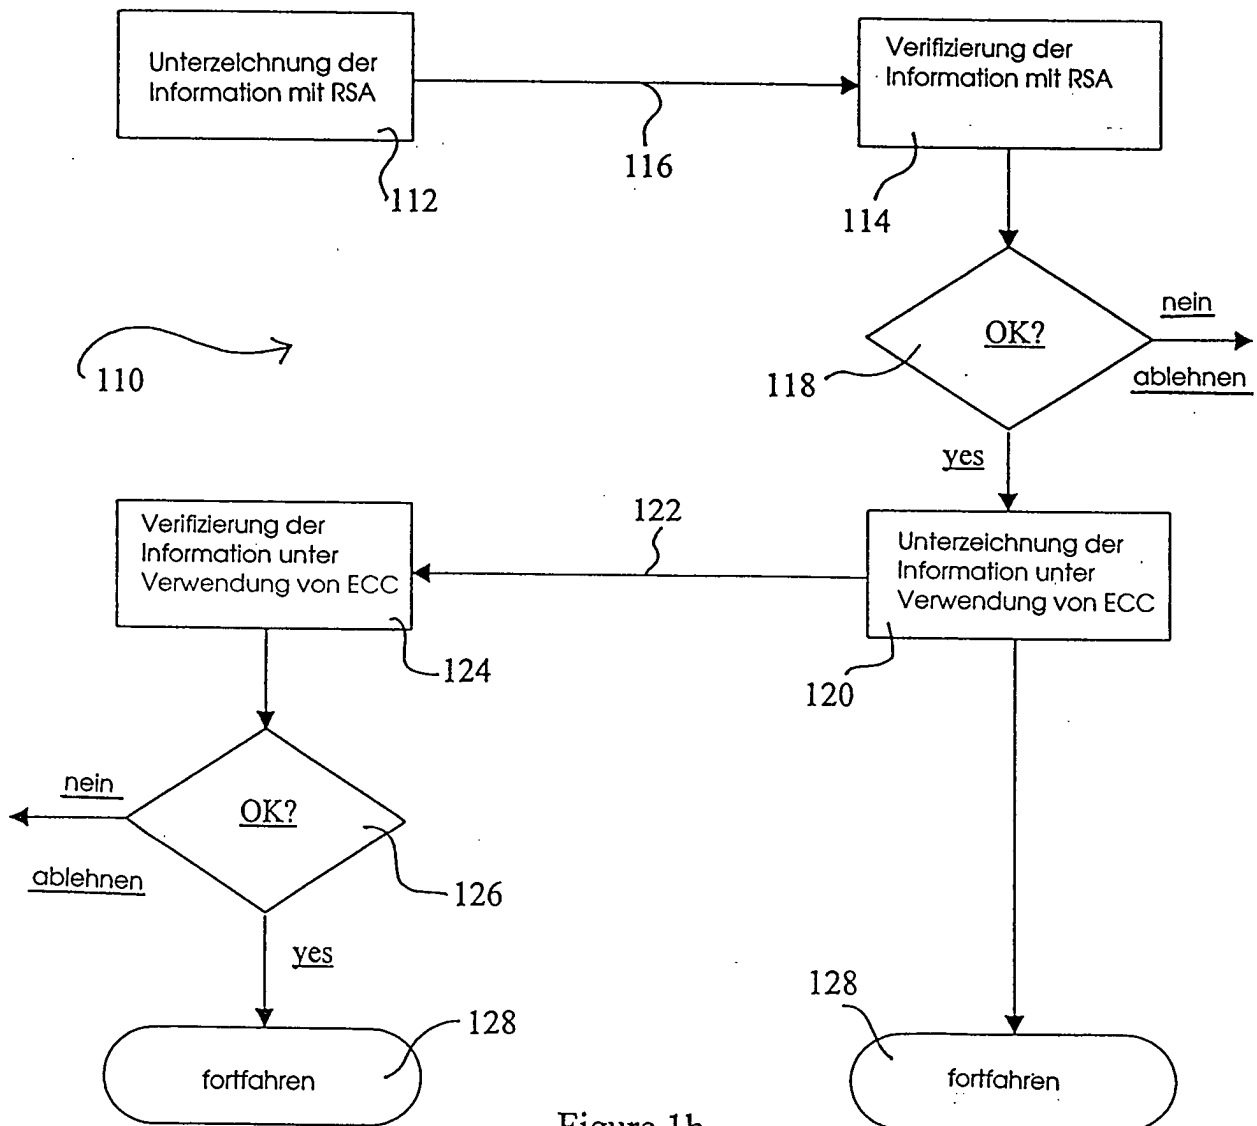 Unterzeichnung der
Information mit RSA
112
116
Verifizierung der
Information mit RSA
114
110
OK?
118
nein
ablehnen
yes
Verifizierung der
Information unter
Verwendung von ECC
124
122
Unterzeichnung der
Information unter
Verwendung von ECC
120
nein
OK?
ablehnen
126
yes
fortfahren
128
128
fortfahren
Figure 1b